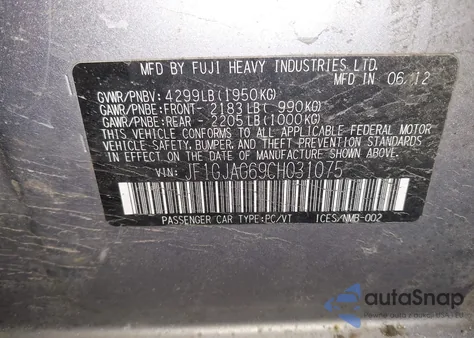 MFD BY FUJI HEAVY INDUSTRIES LTD.
MFD IN 06.12
GVWR/PNBV: 4299LB (1950KG)
GAWR/PNBE:FRONT- 2183LB ( 990KG)
GAWR/PNBE:REAR - 2205LB (1000KG)
THIS VEHICLE CONFORMS TO ALL APPLICABLE FEDERAL MOTOR
VEHICLE SAFETY, BUMPER, AND THEFT PREVENTION STANDARDS
IN EFFECT ON THE DATE OF MANUFACTURE SHOWN ABOVE.
VIN: JF1GJAG69CH031075
PASSENGER CAR TYPE:PC/VT ICES/NMB-002
autoSnap